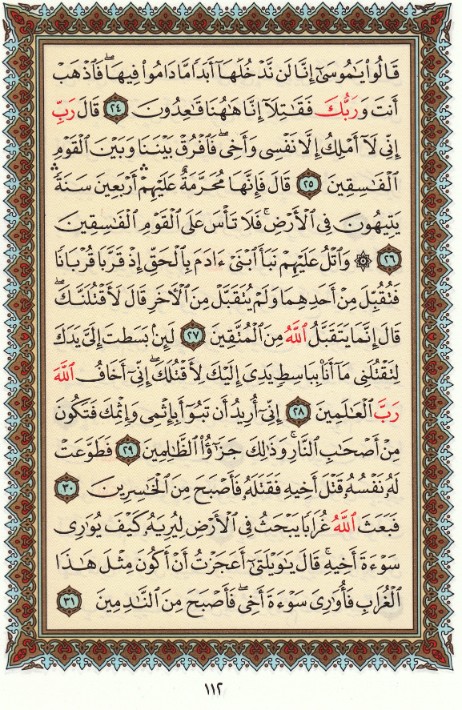 قَالُوا۟ يَٰمُوسَىٰٓ إِنَّا لَن نَّدْخُلَهَآ أَبَدًا مَّا دَامُوا۟ فِيهَا ۖ فَٱذْهَبْ
أَنتَ وَرَبُّكَ فَقَٰتِلَآ إِنَّا هَٰهُنَا قَٰعِدُونَ ٢٤ قَالَ رَبِّ
إِنِّى لَآ أَمْلِكُ إِلَّا نَفْسِى وَأَخِى ۖ فَٱفْرُقْ بَيْنَنَا وَبَيْنَ ٱلْقَوْمِ
ٱلْفَٰسِقِينَ ٢٥ قَالَ فَإِنَّهَا مُحَرَّمَةٌ عَلَيْهِمْ ۛ أَرْبَعِينَ سَنَةً ۛ
يَتِيهُونَ فِى ٱلْأَرْضِ ۚ فَلَا تَأْسَ عَلَى ٱلْقَوْمِ ٱلْفَٰسِقِينَ
٢٦ ۞ وَٱتْلُ عَلَيْهِمْ نَبَأَ ٱبْنَىْ ءَادَمَ بِٱلْحَقِّ إِذْ قَرَّبَا قُرْبَانًا
فَتُقُبِّلَ مِنْ أَحَدِهِمَا وَلَمْ يُتَقَبَّلْ مِنَ ٱلْءَاخَرِ قَالَ لَأَقْتُلَنَّكَ ۖ
قَالَ إِنَّمَا يَتَقَبَّلُ ٱللَّهُ مِنَ ٱلْمُتَّقِينَ ٢٧ لَئِنۢ بَسَطتَ إِلَىَّ يَدَكَ
لِتَقْتُلَنِى مَآ أَنَا۠ بِبَاسِطٍ يَدِىَ إِلَيْكَ لِأَقْتُلَكَ ۖ إِنِّىٓ أَخَافُ ٱللَّهَ
رَبَّ ٱلْعَٰلَمِينَ ٢٨ إِنِّىٓ أُرِيدُ أَن تَبُوٓأَ بِإِثْمِى وَإِثْمِكَ فَتَكُونَ
مِنْ أَصْحَٰبِ ٱلنَّارِ ۚ وَذَٰلِكَ جَزَٰٓؤُا۟ ٱلظَّٰلِمِينَ ٢٩ فَطَوَّعَتْ
لَهُۥ نَفْسُهُۥ قَتْلَ أَخِيهِ فَقَتَلَهُۥ فَأَصْبَحَ مِنَ ٱلْخَٰسِرِينَ ٣٠
فَبَعَثَ ٱللَّهُ غُرَابًا يَبْحَثُ فِى ٱلْأَرْضِ لِيُرِيَهُۥ كَيْفَ يُوَٰرِى
سَوْءَةَ أَخِيهِ ۚ قَالَ يَٰوَيْلَتَىٰٓ أَعَجَزْتُ أَنْ أَكُونَ مِثْلَ هَٰذَا
ٱلْغُرَابِ فَأُوَٰرِىَ سَوْءَةَ أَخِى ۖ فَأَصْبَحَ مِنَ ٱلنَّٰدِمِينَ ٣١
١١٢